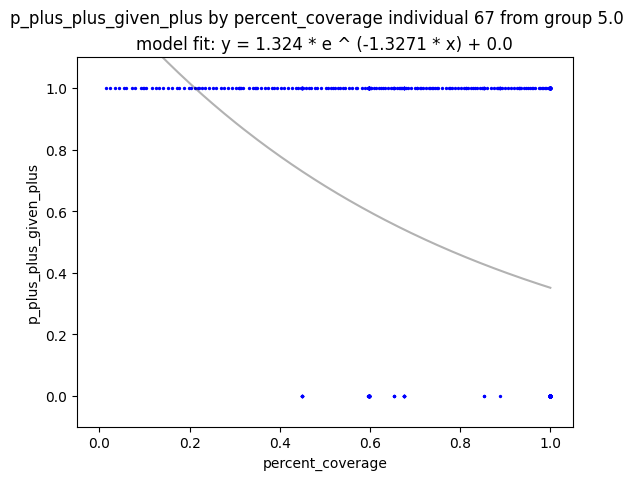 p_plus_plus_given_plus by percent_coverage individual 67 from group 5.0
model fit: y = 1.324 * e ^ (-1.3271 * x) + 0.0
1.0
0.8
0.6
0.4
0.2
0.0
p_plus_plus_given_plus
0.0 0.2 0.4 0.6 0.8 1.0
percent_coverage